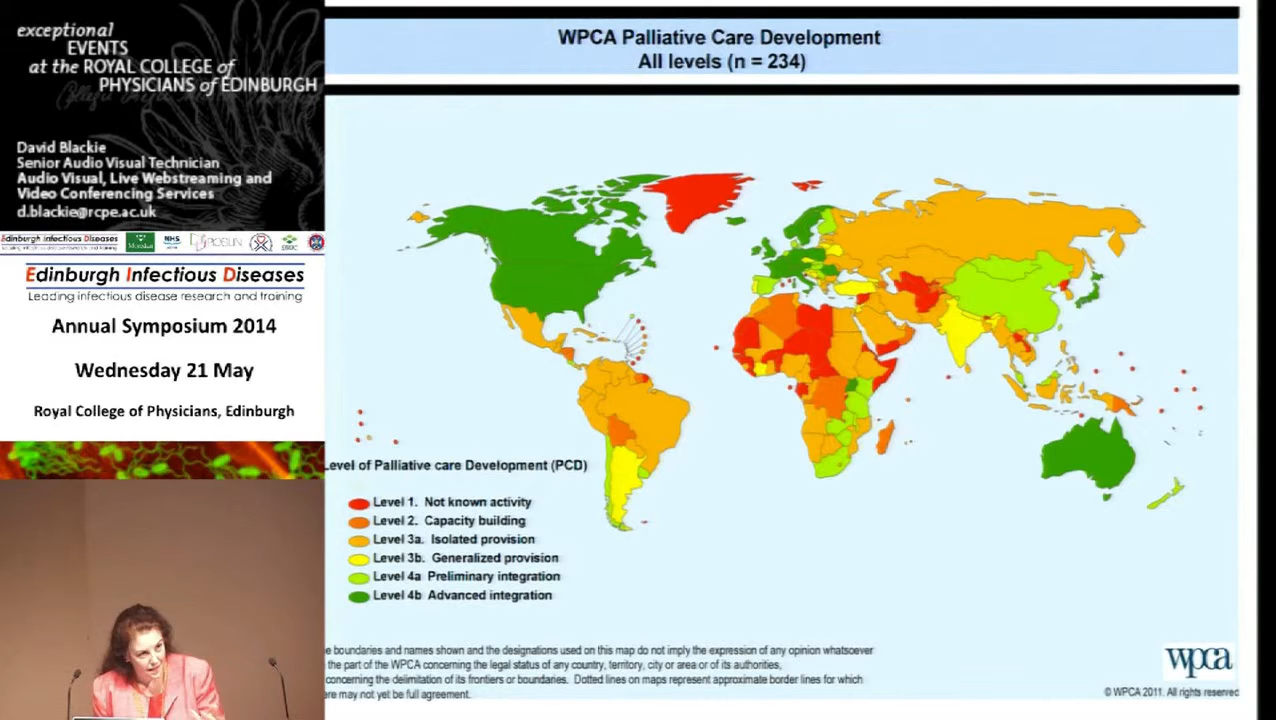 exceptional
EVENTS
at the ROYAL COLLEGE of
PHYSICIANS of EDINBURGH
David Blackie
Senior Audio Visual Technician
Audio Visual, Live Webstreaming and
Video Conferencing Services
d.blackie@rcpe.ac.uk
Edinburgh Infectious Diseases
NHS
ROSLIN
SRUC
Edinburgh Infectious Diseases
Leading infectious disease research and training
Annual Symposium 2014
Wednesday 21 May
Royal College of Physicians, Edinburgh
WPCA Palliative Care Development
All levels (n = 234)
Level of Palliative care Development (PCD)
Level 1. Not known activity
Level 2. Capacity building
Level 3a. Isolated provision
Level 3b. Generalized provision
Level 4a Preliminary integration
Level 4b Advanced integration
e boundaries and names shown and the designations used on this map do not imply the expression of any opinion whatsoever
the part of the WPCA concerning the legal status of any country, territory, city or area or of its authorities,
concerning the delimitation of its frontiers or boundaries. Dotted lines on maps represent approximate border lines for which
ere may not yet be full agreement.
wpca
© WPCA 2011. All rights reserved